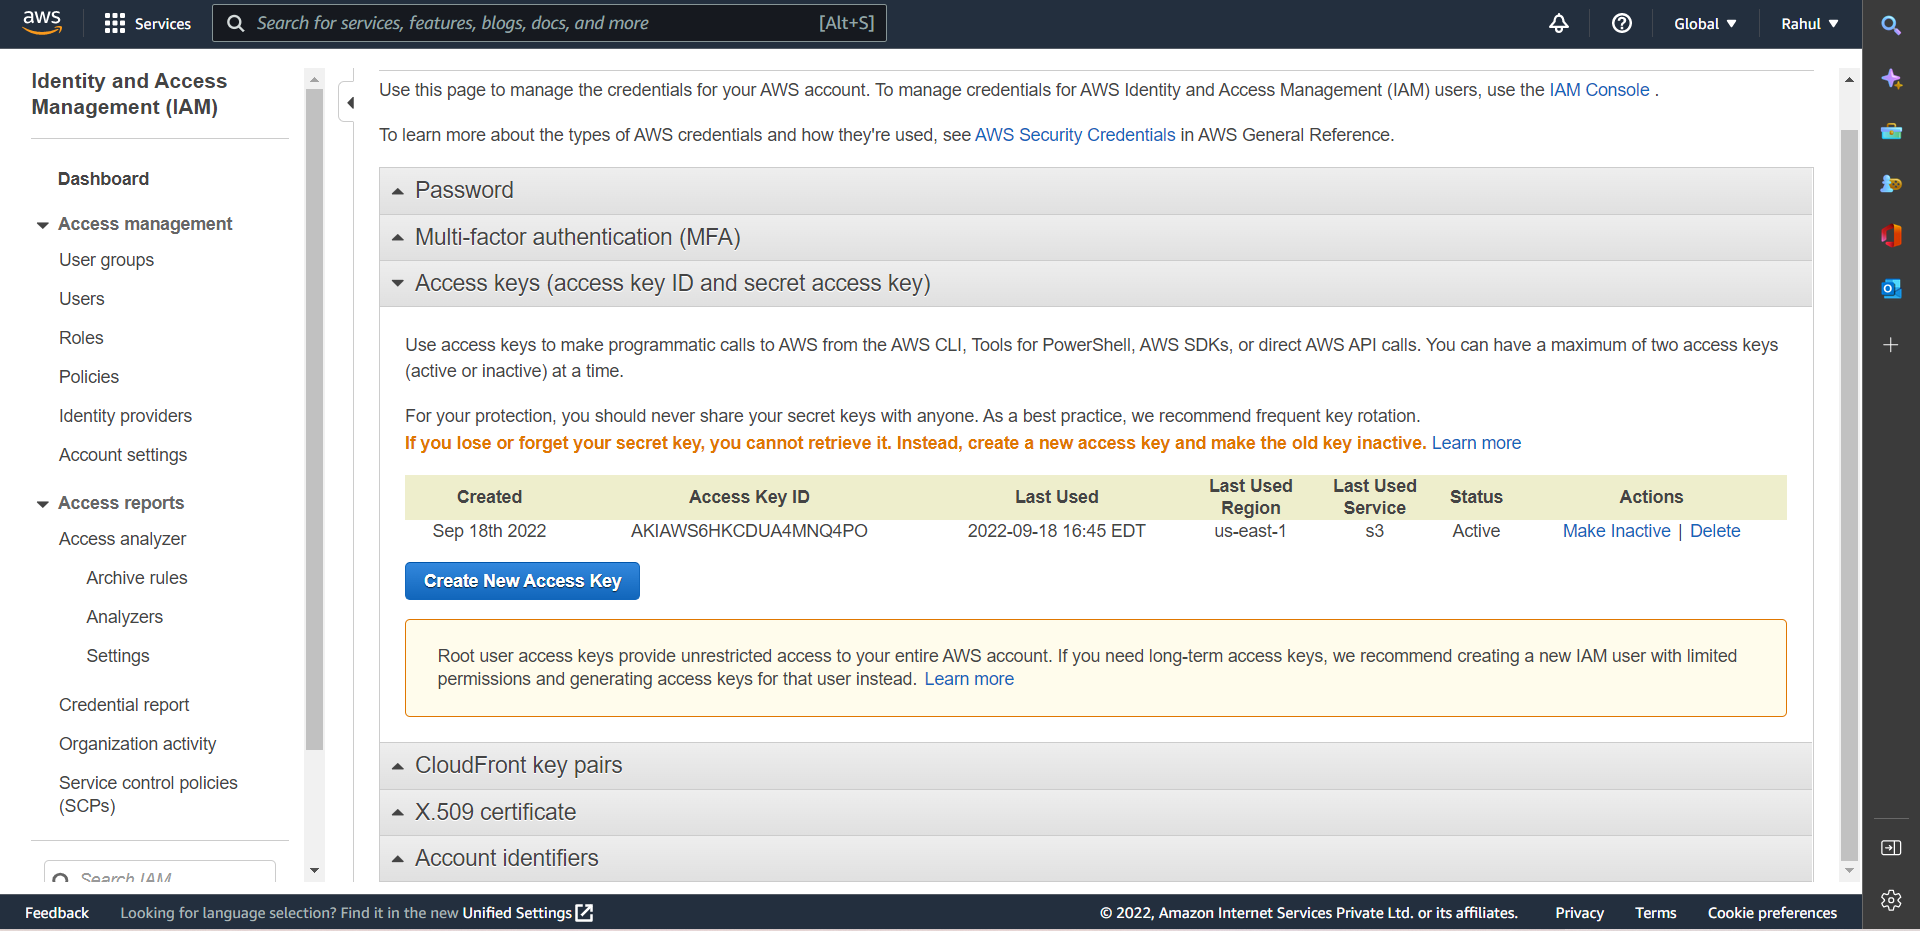 aws
Services
Search for services, features, blogs, docs, and more
[Alt+S]
Global
Rahul
Identity and Access
Management (IAM)
Dashboard
Access management
User groups
Users
Roles
Policies
Identity providers
Account settings
Access reports
Access analyzer
Archive rules
Analyzers
Settings
Credential report
Organization activity
Service control policies
(SCPs)
Search IAM
Use this page to manage the credentials for your AWS account. To manage credentials for AWS Identity and Access Management (IAM) users, use the IAM Console .
To learn more about the types of AWS credentials and how they're used, see AWS Security Credentials in AWS General Reference.
Password
Multi-factor authentication (MFA)
Access keys (access key ID and secret access key)
Use access keys to make programmatic calls to AWS from the AWS CLI, Tools for PowerShell, AWS SDKs, or direct AWS API calls. You can have a maximum of two access keys
(active or inactive) at a time.
For your protection, you should never share your secret keys with anyone. As a best practice, we recommend frequent key rotation.
If you lose or forget your secret key, you cannot retrieve it. Instead, create a new access key and make the old key inactive. Learn more
Created Access Key ID Last Used Last Used Region Last Used Service Status Actions
Sep 18th 2022 AKIAWS6HKCDUA4MNQ4PO 2022-09-18 16:45 EDT us-east-1 s3 Active Make Inactive | Delete
Create New Access Key
Root user access keys provide unrestricted access to your entire AWS account. If you need long-term access keys, we recommend creating a new IAM user with limited
permissions and generating access keys for that user instead. Learn more
CloudFront key pairs
X.509 certificate
Account identifiers
Feedback
Looking for language selection? Find it in the new Unified Settings
© 2022, Amazon Internet Services Private Ltd. or its affiliates.
Privacy
Terms
Cookie preferences